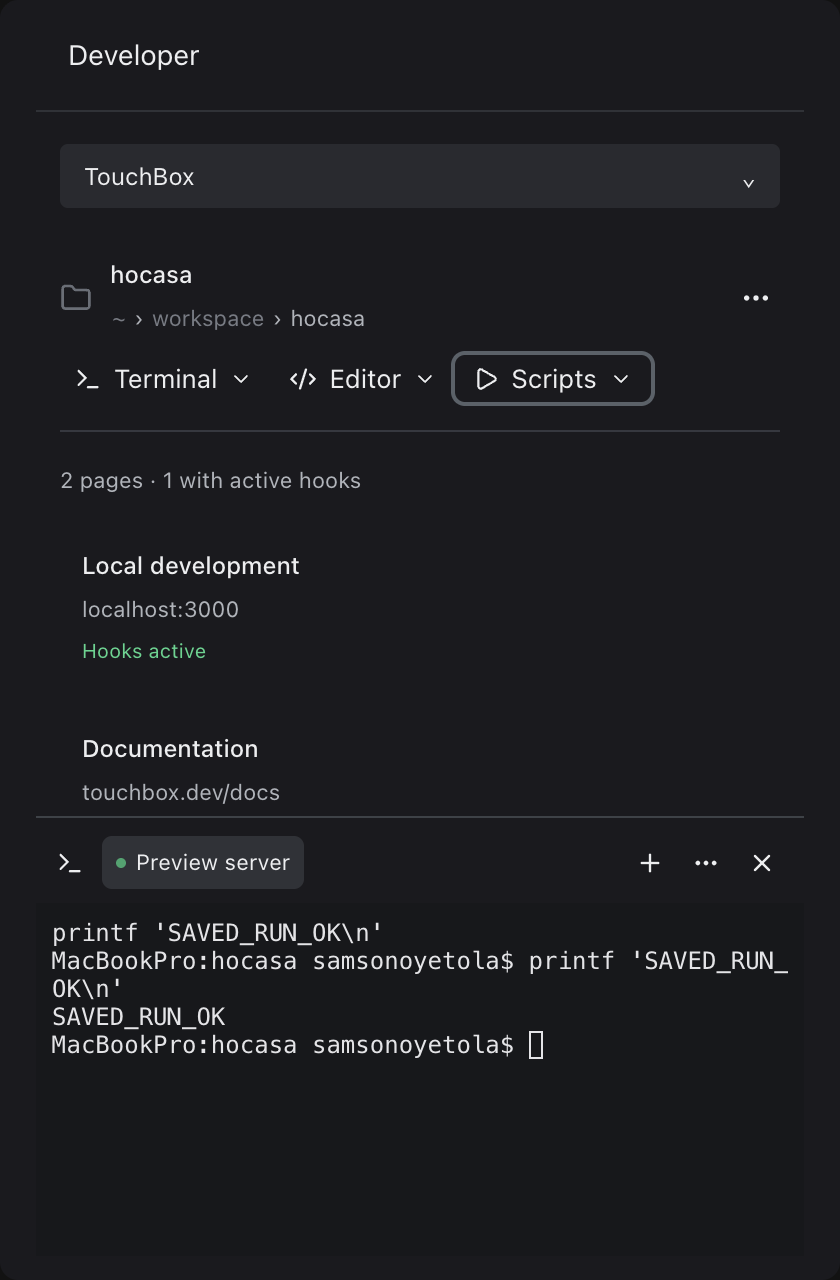 Developer
TouchBox
hocasa
~ › workspace › hocasa
Terminal
Editor
Scripts
2 pages · 1 with active hooks
Local development
localhost:3000
Hooks active
Documentation
touchbox.dev/docs
Preview server
printf 'SAVED_RUN_OK\n'
MacBookPro:hocasa samsonoyetola$ printf 'SAVED_RUN_
OK\n'
SAVED_RUN_OK
MacBookPro:hocasa samsonoyetola$